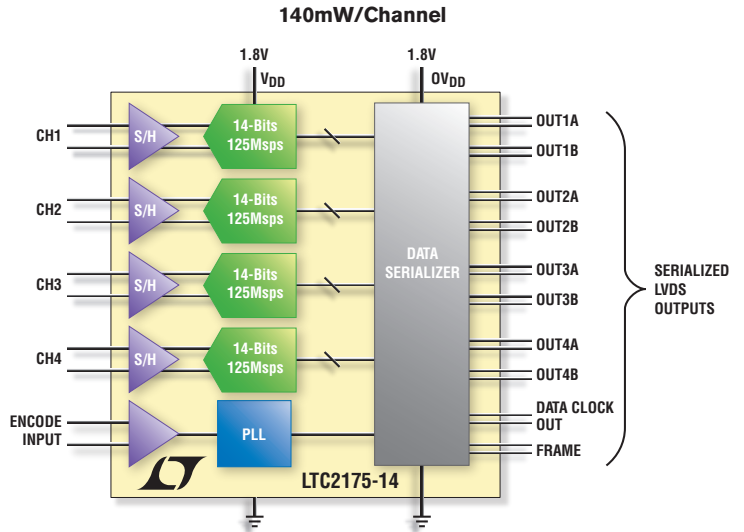 140mW/Channel
1.8V
1.8V
VDD
OVDD
CH1
S/H
14-Bits
125Msps
OUT1A
OUT1B
CH2
S/H
14-Bits
125Msps
OUT2A
OUT2B
CH3
S/H
14-Bits
125Msps
DATA
SERIALIZER
OUT3A
OUT3B
SERIALIZED
LVDS
OUTPUTS
CH4
S/H
14-Bits
125Msps
OUT4A
OUT4B
ENCODE
INPUT
PLL
DATA CLOCK
OUT
FRAME
LTC2175-14